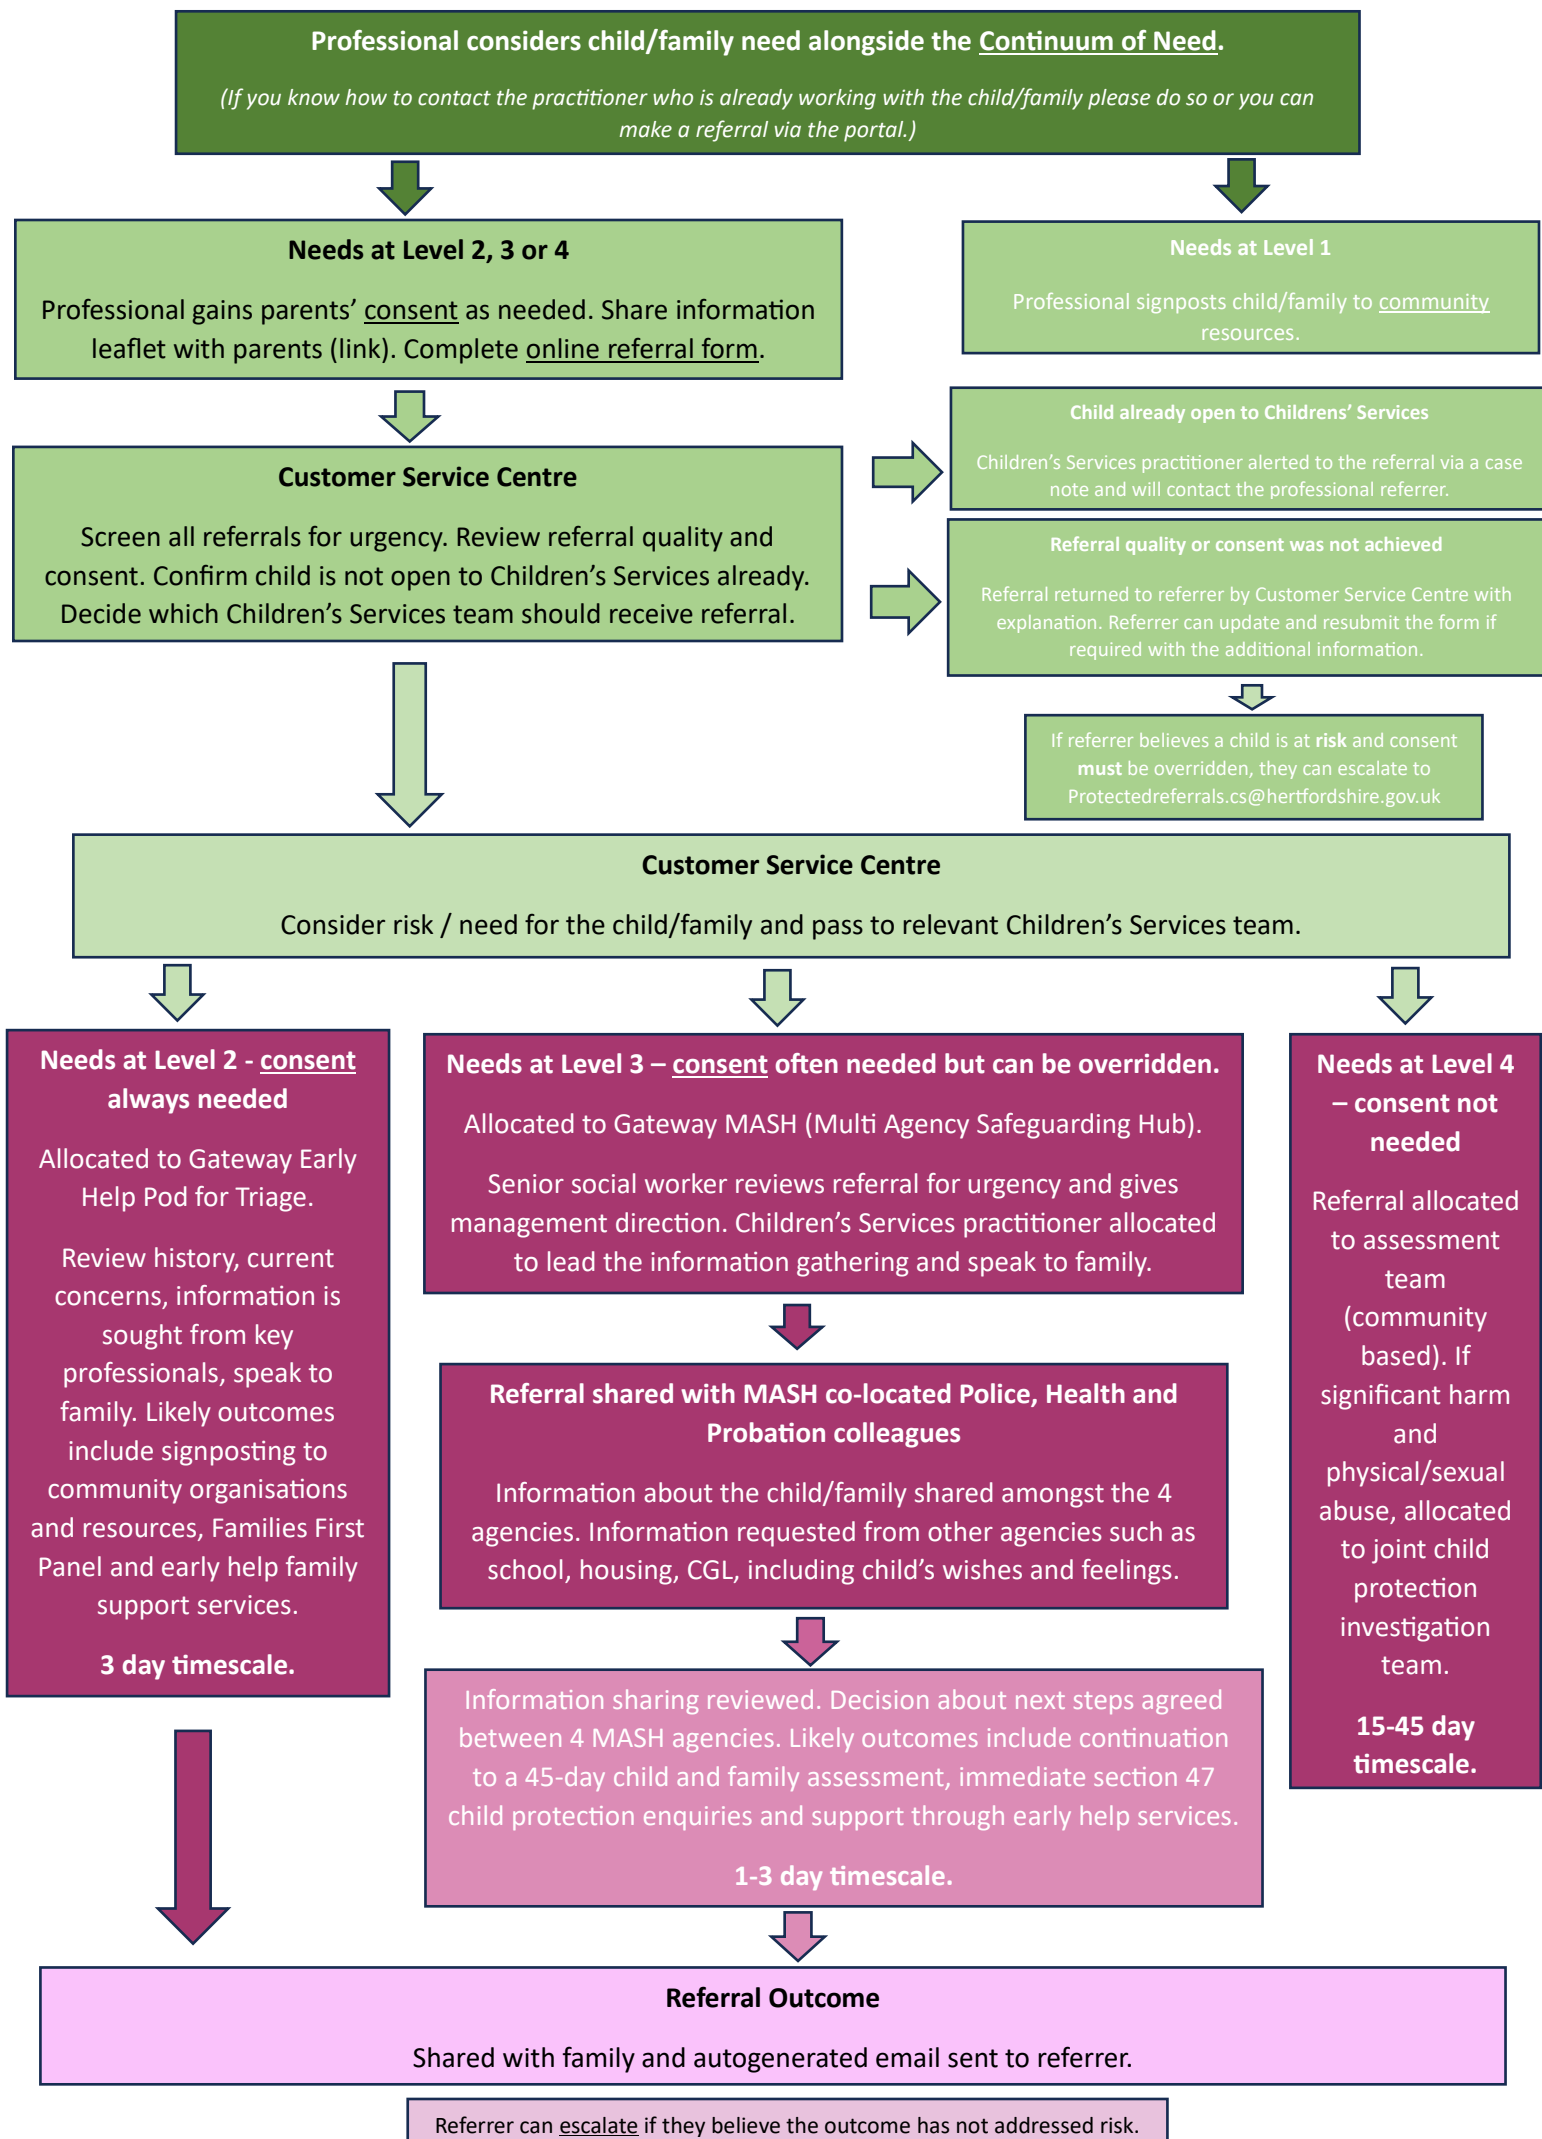 Professional considers child/family need alongside the Continuum of Need.
(If you know how to contact the practitioner who is already working with the child/family please do so or you can
make a referral via the portal.)
Needs at Level 2, 3 or 4
Professional gains parents’ consent as needed. Share information
leaflet with parents (link). Complete online referral form.
Needs at Level 1
Professional signposts child/family to community
resources.
Customer Service Centre
Screen all referrals for urgency. Review referral quality and
consent. Confirm child is not open to Children’s Services already.
Decide which Children’s Services team should receive referral.
Child already open to Childrens’ Services
Children’s Services practitioner alerted to the referral via a case
note and will contact the professional referrer.
Referral quality or consent was not achieved
Referral returned to referrer by Customer Service Centre with
explanation. Referrer can update and resubmit the form if
required with the additional information.
If referrer believes a child is at risk and consent
must be overridden, they can escalate to
Protectedreferrals.cs@hertfordshire.gov.uk
Customer Service Centre
Consider risk / need for the child/family and pass to relevant Children’s Services team.
Needs at Level 2 - consent
always needed
Allocated to Gateway Early
Help Pod for Triage.
Review history, current
concerns, information is
sought from key
professionals, speak to
family. Likely outcomes
include signposting to
community organisations
and resources, Families First
Panel and early help family
support services.
3 day timescale.
Needs at Level 3 – consent often needed but can be overridden.
Allocated to Gateway MASH (Multi Agency Safeguarding Hub).
Senior social worker reviews referral for urgency and gives
management direction. Children’s Services practitioner allocated
to lead the information gathering and speak to family.
Referral shared with MASH co-located Police, Health and
Probation colleagues
Information about the child/family shared amongst the 4
agencies. Information requested from other agencies such as
school, housing, CGL, including child’s wishes and feelings.
Information sharing reviewed. Decision about next steps agreed
between 4 MASH agencies. Likely outcomes include continuation
to a 45-day child and family assessment, immediate section 47
child protection enquiries and support through early help services.
1-3 day timescale.
Needs at Level 4
– consent not
needed
Referral allocated
to assessment
team
(community
based). If
significant harm
and
physical/sexual
abuse, allocated
to joint child
protection
investigation
team.
15-45 day
timescale.
Referral Outcome
Shared with family and autogenerated email sent to referrer.
Referrer can escalate if they believe the outcome has not addressed risk.